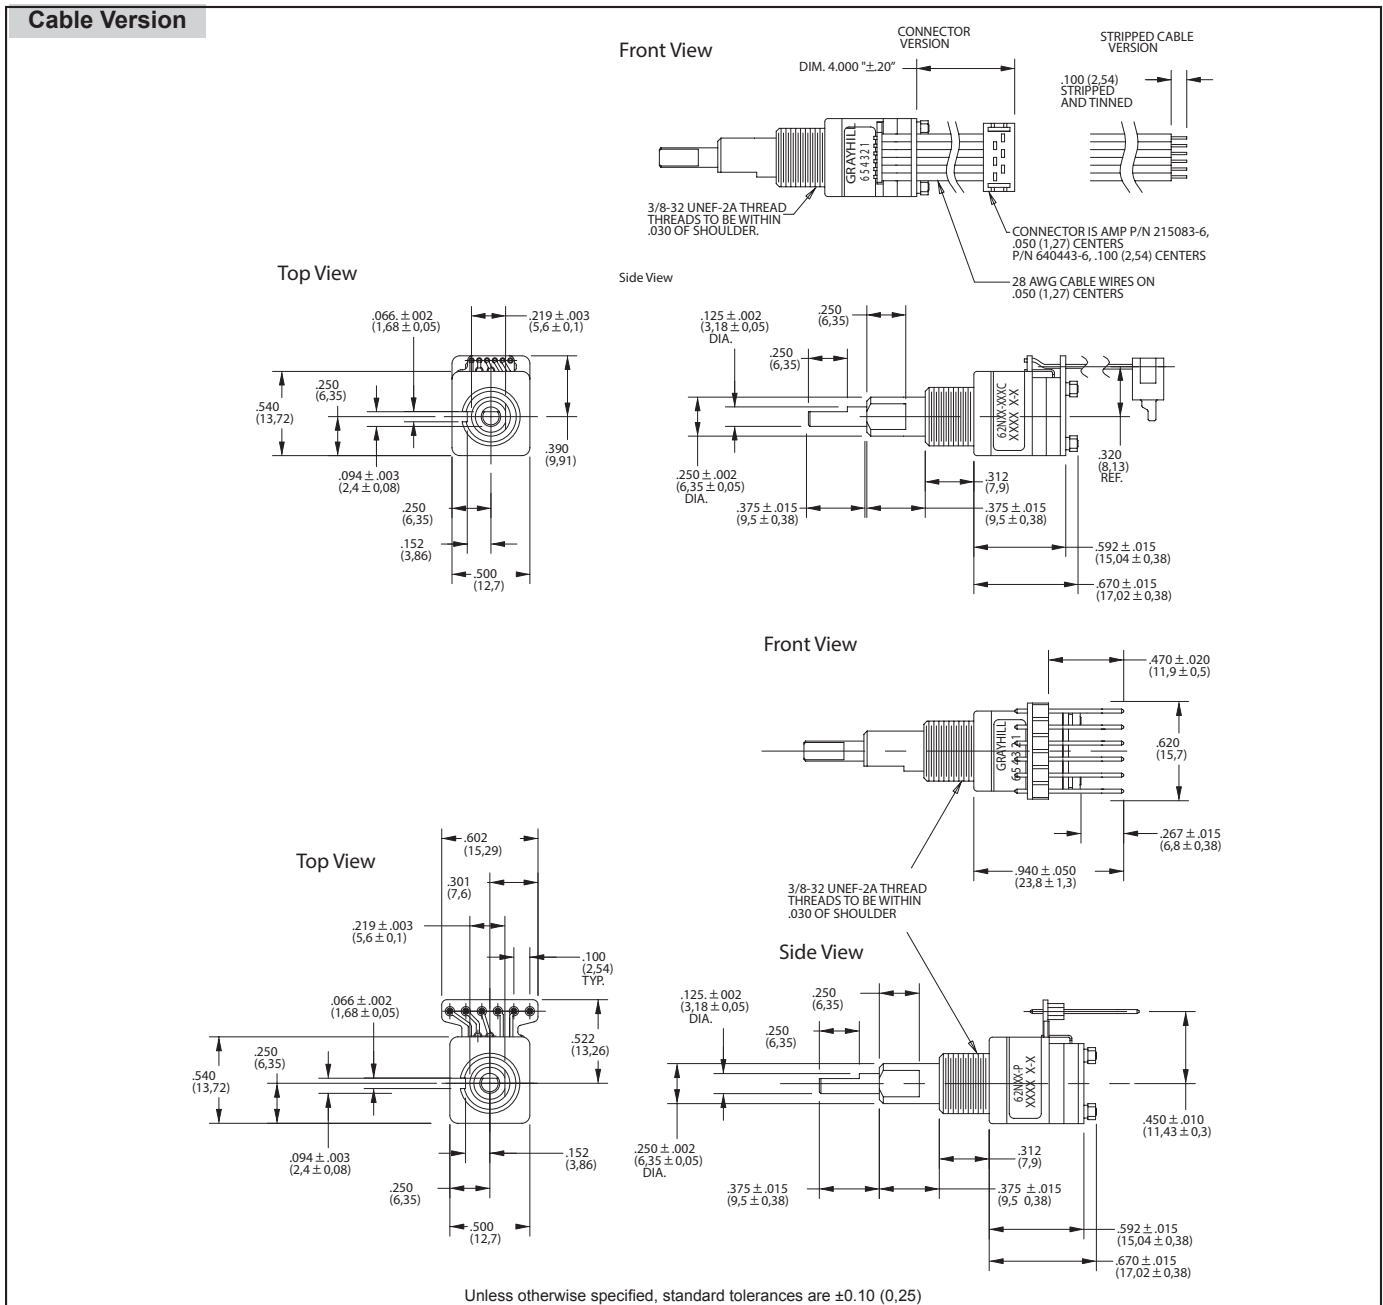 Cable Version
Front View
CONNECTOR
VERSION
STRIPPED CABLE
VERSION
DIM. 4.000 "±.20"
.100 (2,54)
STRIPPED
AND TINNED
GRAYHILL
654321
3/8-32 UNEF-2A THREAD
THREADS TO BE WITHIN
.030 OF SHOULDER.
CONNECTOR IS AMP P/N 215083-6,
.050 (1,27) CENTERS
P/N 640443-6, .100 (2,54) CENTERS
28 AWG CABLE WIRES ON
.050 (1,27) CENTERS
Top View
.066. ±.002
(1,68 ± 0,05)
.219 ±.003
(5,6 ± 0,1)
.250
(6,35)
.540
(13,72)
.390
(9,91)
.094 ±.003
(2,4 ± 0,08)
.250
(6,35)
.152
(3,86)
.500
(12,7)
Side View
.125 ±.002
(3,18 ± 0,05)
DIA.
.250
(6,35)
.250
(6,35)
62NXX-XXXC
XXXX X-X
.250 ±.002
(6,35 ± 0,05)
DIA.
.312
(7,9)
.320
(8,13)
REF.
.375 ±.015
(9,5 ± 0,38)
.375 ±.015
(9,5 ± 0,38)
.592 ±.015
(15,04 ± 0,38)
.670 ±.015
(17,02 ± 0,38)
Front View
.470 ±.020
(11,9 ± 0,5)
GRAYHILL
654321
.620
(15,7)
.267 ±.015
(6,8 ± 0,38)
.940 ±.050
(23,8 ± 1,3)
3/8-32 UNEF-2A THREAD
THREADS TO BE WITHIN
.030 OF SHOULDER
Top View
.602
(15,29)
.301
(7,6)
.219 ±.003
(5,6 ± 0,1)
.100
(2,54)
TYP.
.066 ±.002
(1,68 ± 0,05)
.522
(13,26)
.250
(6,35)
.540
(13,72)
.094 ±.003
(2,4 ± 0,08)
.152
(3,86)
.250
(6,35)
.500
(12,7)
Side View
.125. ±002
(3,18 ± 0,05)
DIA.
.250
(6,35)
.250
(6,35)
62NXX-P
XXXX X-X
.450 ±.010
(11,43 ± 0,3)
.250 ±.002
(6,35 ± 0,05)
DIA.
.312
(7,9)
.375 ±.015
(9,5 ± 0,38)
.375 ±.015
(9,5 0,38)
.592 ±.015
(15,04 ± 0,38)
.670 ±.015
(17,02 ± 0,38)
Unless otherwise specified, standard tolerances are ±0.10 (0,25)